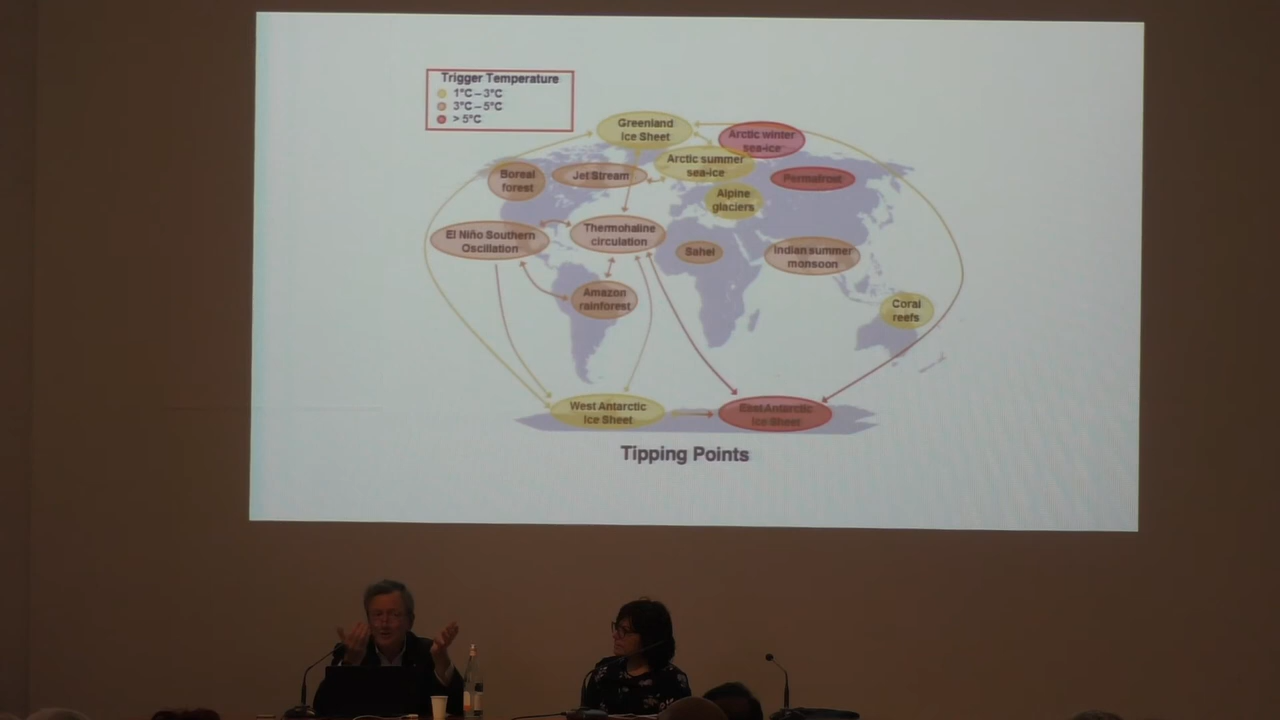 Trigger Temperature
1°C – 3°C
3°C – 5°C
> 5°C
Greenland
Ice Sheet
Arctic winter
sea-ice
Arctic summer
sea-ice
Boreal
forest
Jet Stream
Permafrost
Alpine
glaciers
El Niño Southern
Oscillation
Thermohaline
circulation
Sahel
Indian summer
monsoon
Amazon
rainforest
Coral
reefs
West Antarctic
Ice Sheet
East Antarctic
Ice Sheet
Tipping Points